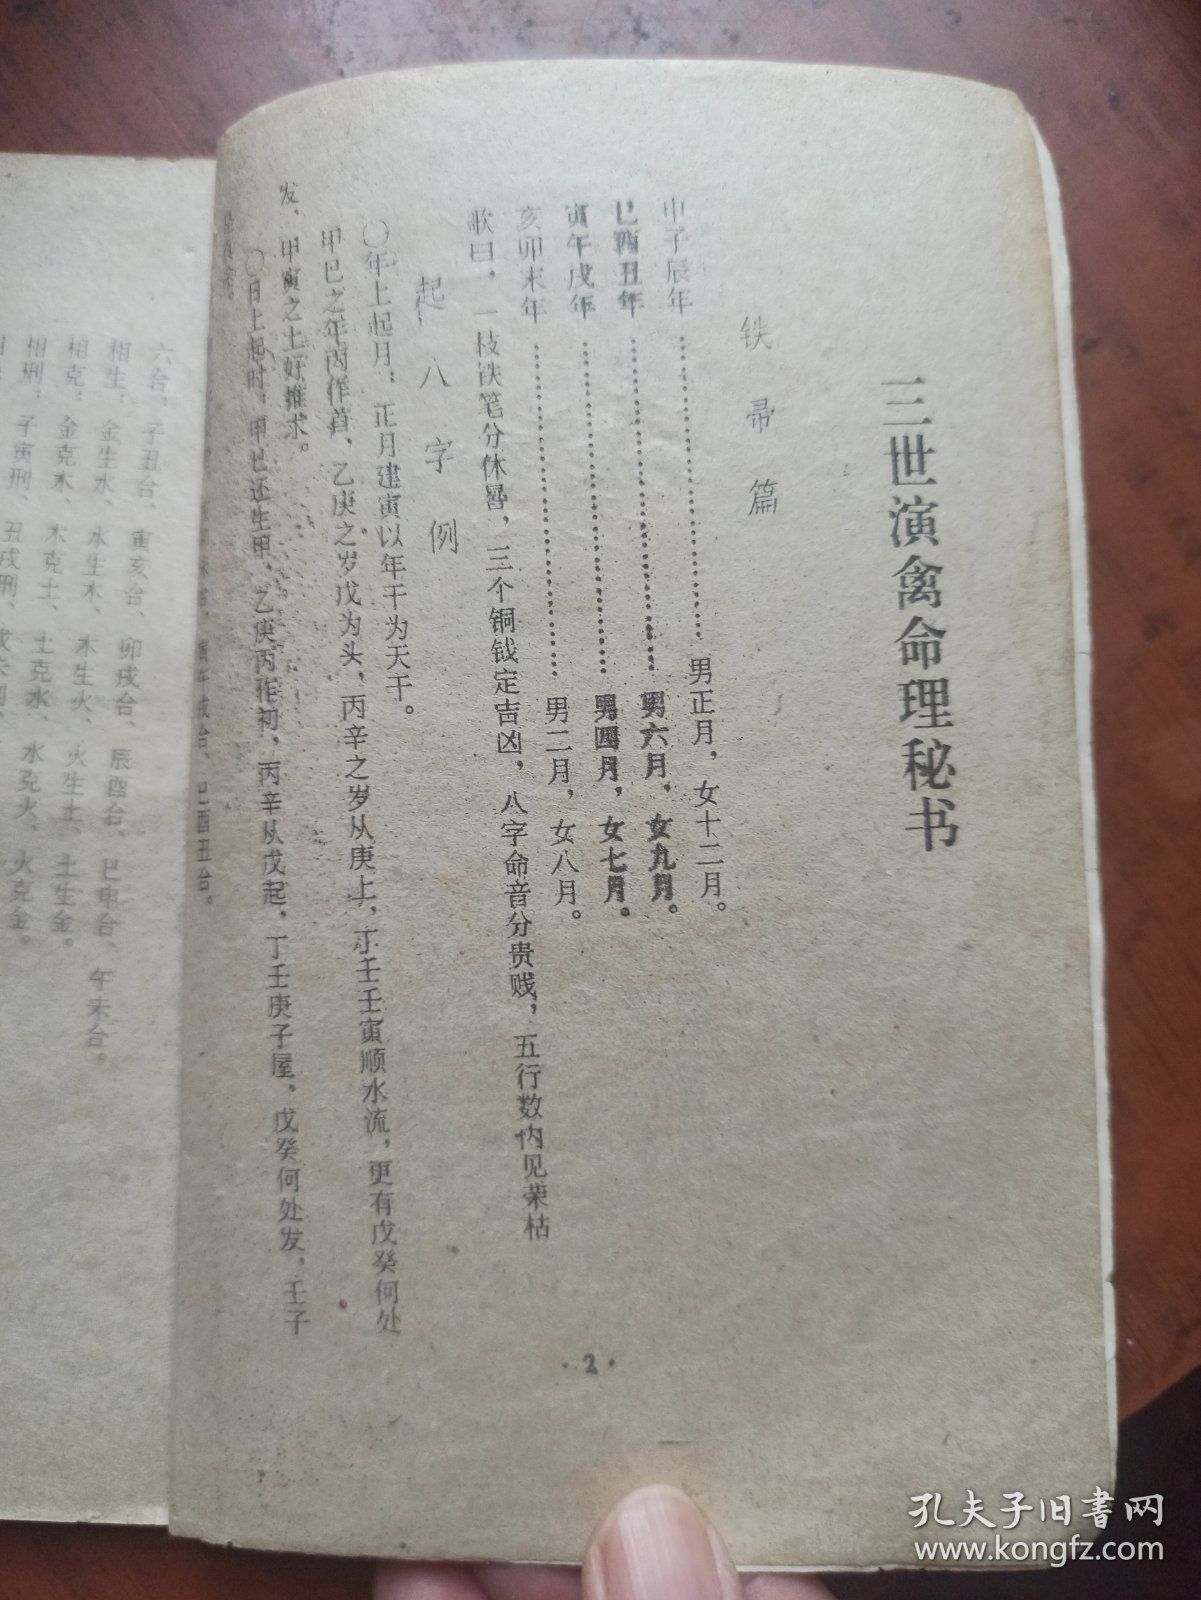 三世演禽命理秘书
铁帚篇
申子辰年……男正月，女十二月。
巳酉丑年……男六月，女九月。
寅午戌年……男四月，女七月。
亥卯未年……男二月，女八月。
歌曰，一枝铁笔分休咎，三个铜钱定吉凶，八字命音分贵贱，五行数内见荣枯
起八字例
〇年上起月：正月建寅以年干为天干。
甲巳之年丙作首、乙庚之岁戊为头，丙辛之岁从庚上，丁壬壬寅顺水流，更有戊癸何处
发、甲寅之上好推求。
〇日上起时：甲巳还生甲，乙庚丙作初、丙辛从戊起，丁壬庚子屋，戊癸何处发，壬子
巳酉丑合。
六合：子丑合、寅亥合、卯戌合、辰酉合、巳申合、午未合。
相生：金生水、水生木、木生火、火生土、土生金。
相克：金克木、木克土、土克水、水克火、火克金。
相刑：子寅刑、丑戌刑、
·2·
孔夫子旧书网
www.kongfz.com